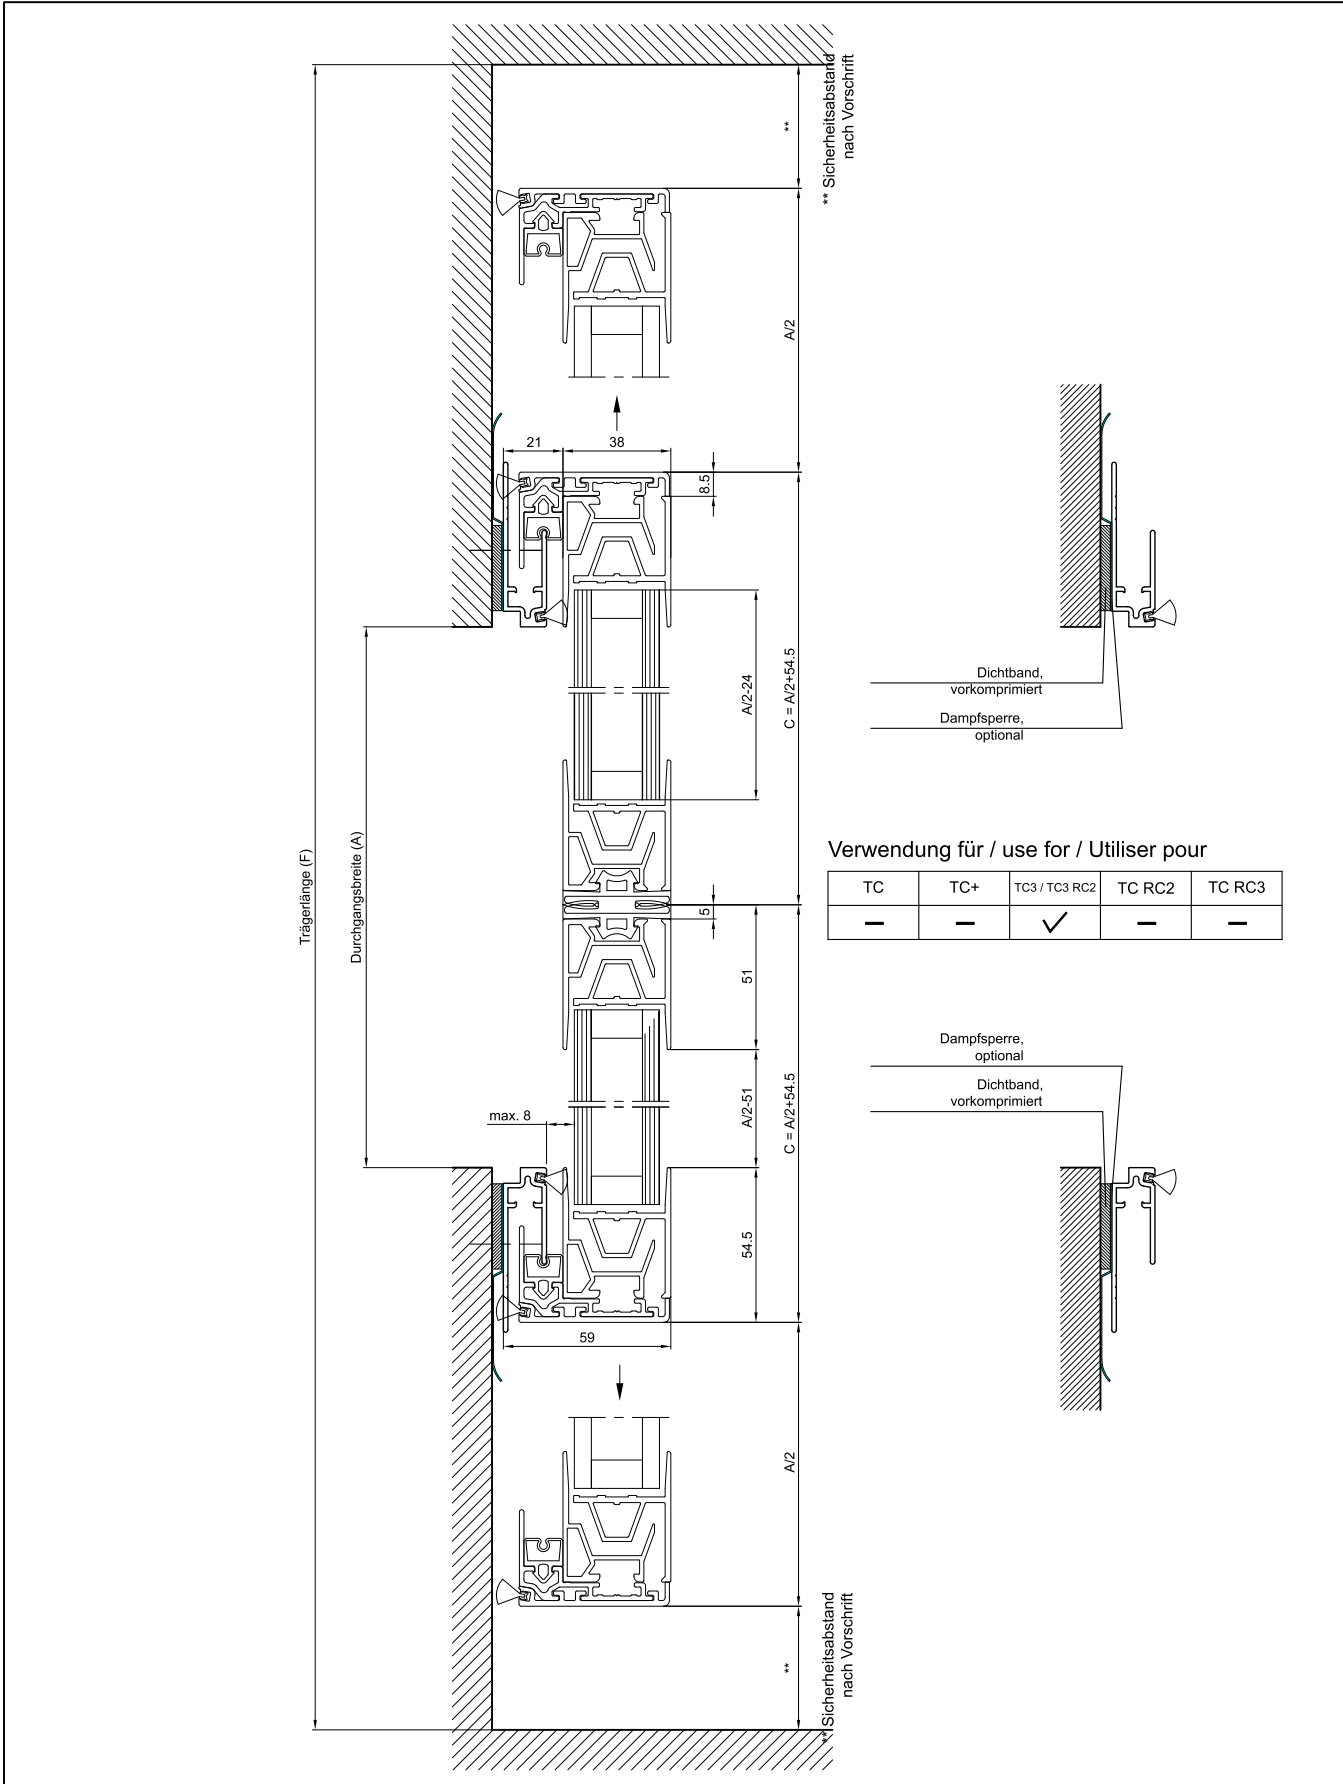 ** Sicherheitsabstand
nach Vorschrift
**
A/2
21
38
8.5
A/2-24
C = A/2+54.5
Dichtband,
vorkomprimiert
Dampfsperre,
optional
Trägerlänge (F)
Durchgangsbreite (A)
Verwendung für / use for / Utiliser pour
TC TC+ TC3 / TC3 RC2 TC RC2 TC RC3
– – ✓ – –
5
51
A/2-51
C = A/2+54.5
max. 8
54.5
59
Dampfsperre,
optional
Dichtband,
vorkomprimiert
A/2
**
** Sicherheitsabstand
nach Vorschrift